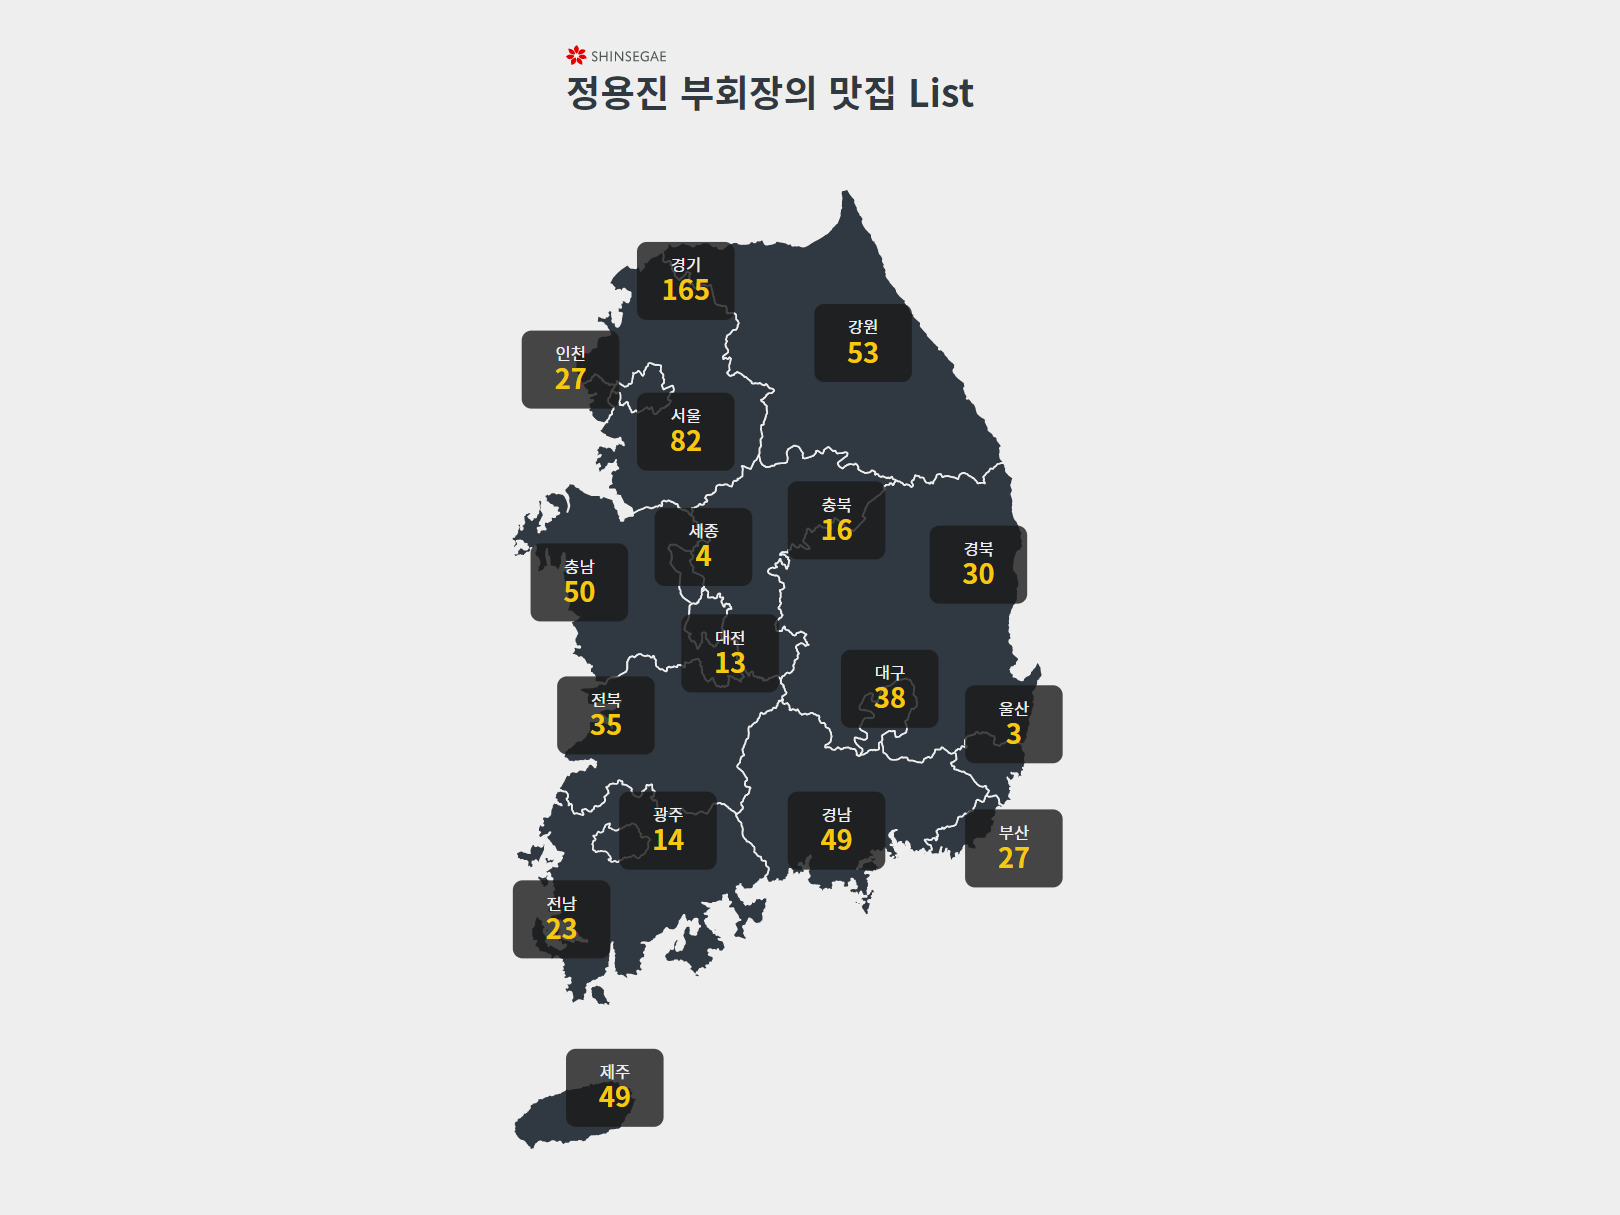 SHINSEGAE
정용진 부회장의 맛집 List
경기
165
강원
53
인천
27
서울
82
충북
16
세종
4
경북
30
충남
50
대전
13
대구
38
전북
35
울산
3
광주
14
경남
49
부산
27
전남
23
제주
49